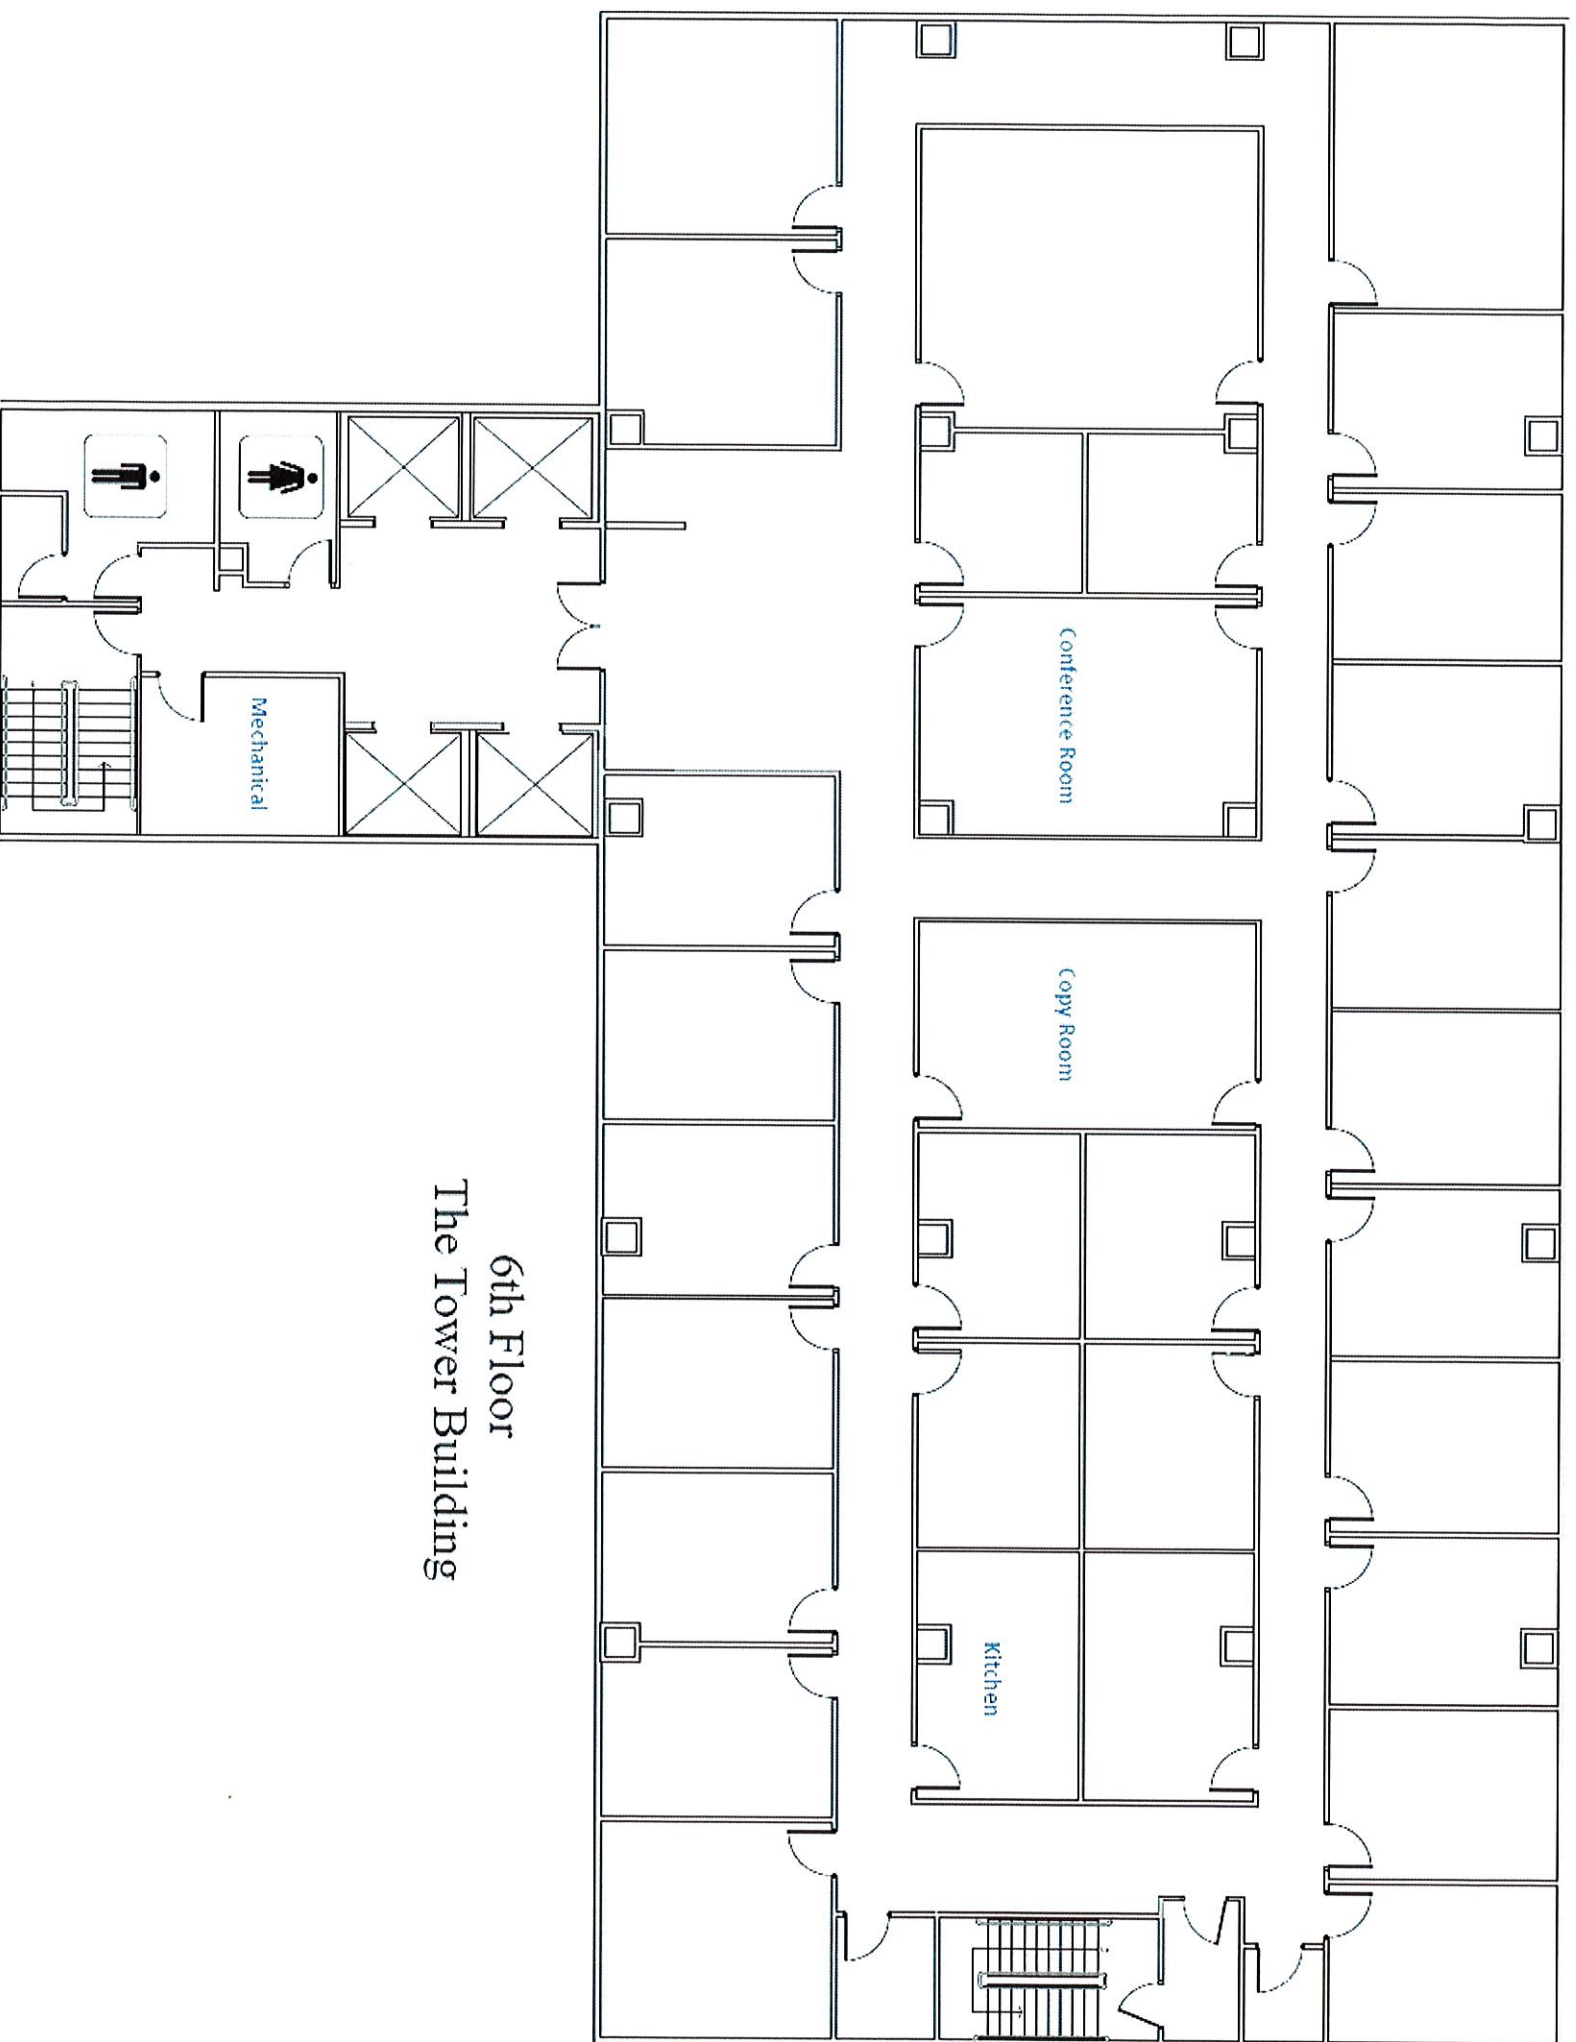 Conference Room
Copy Room
Kitchen
Mechanical
6th Floor
The Tower Building